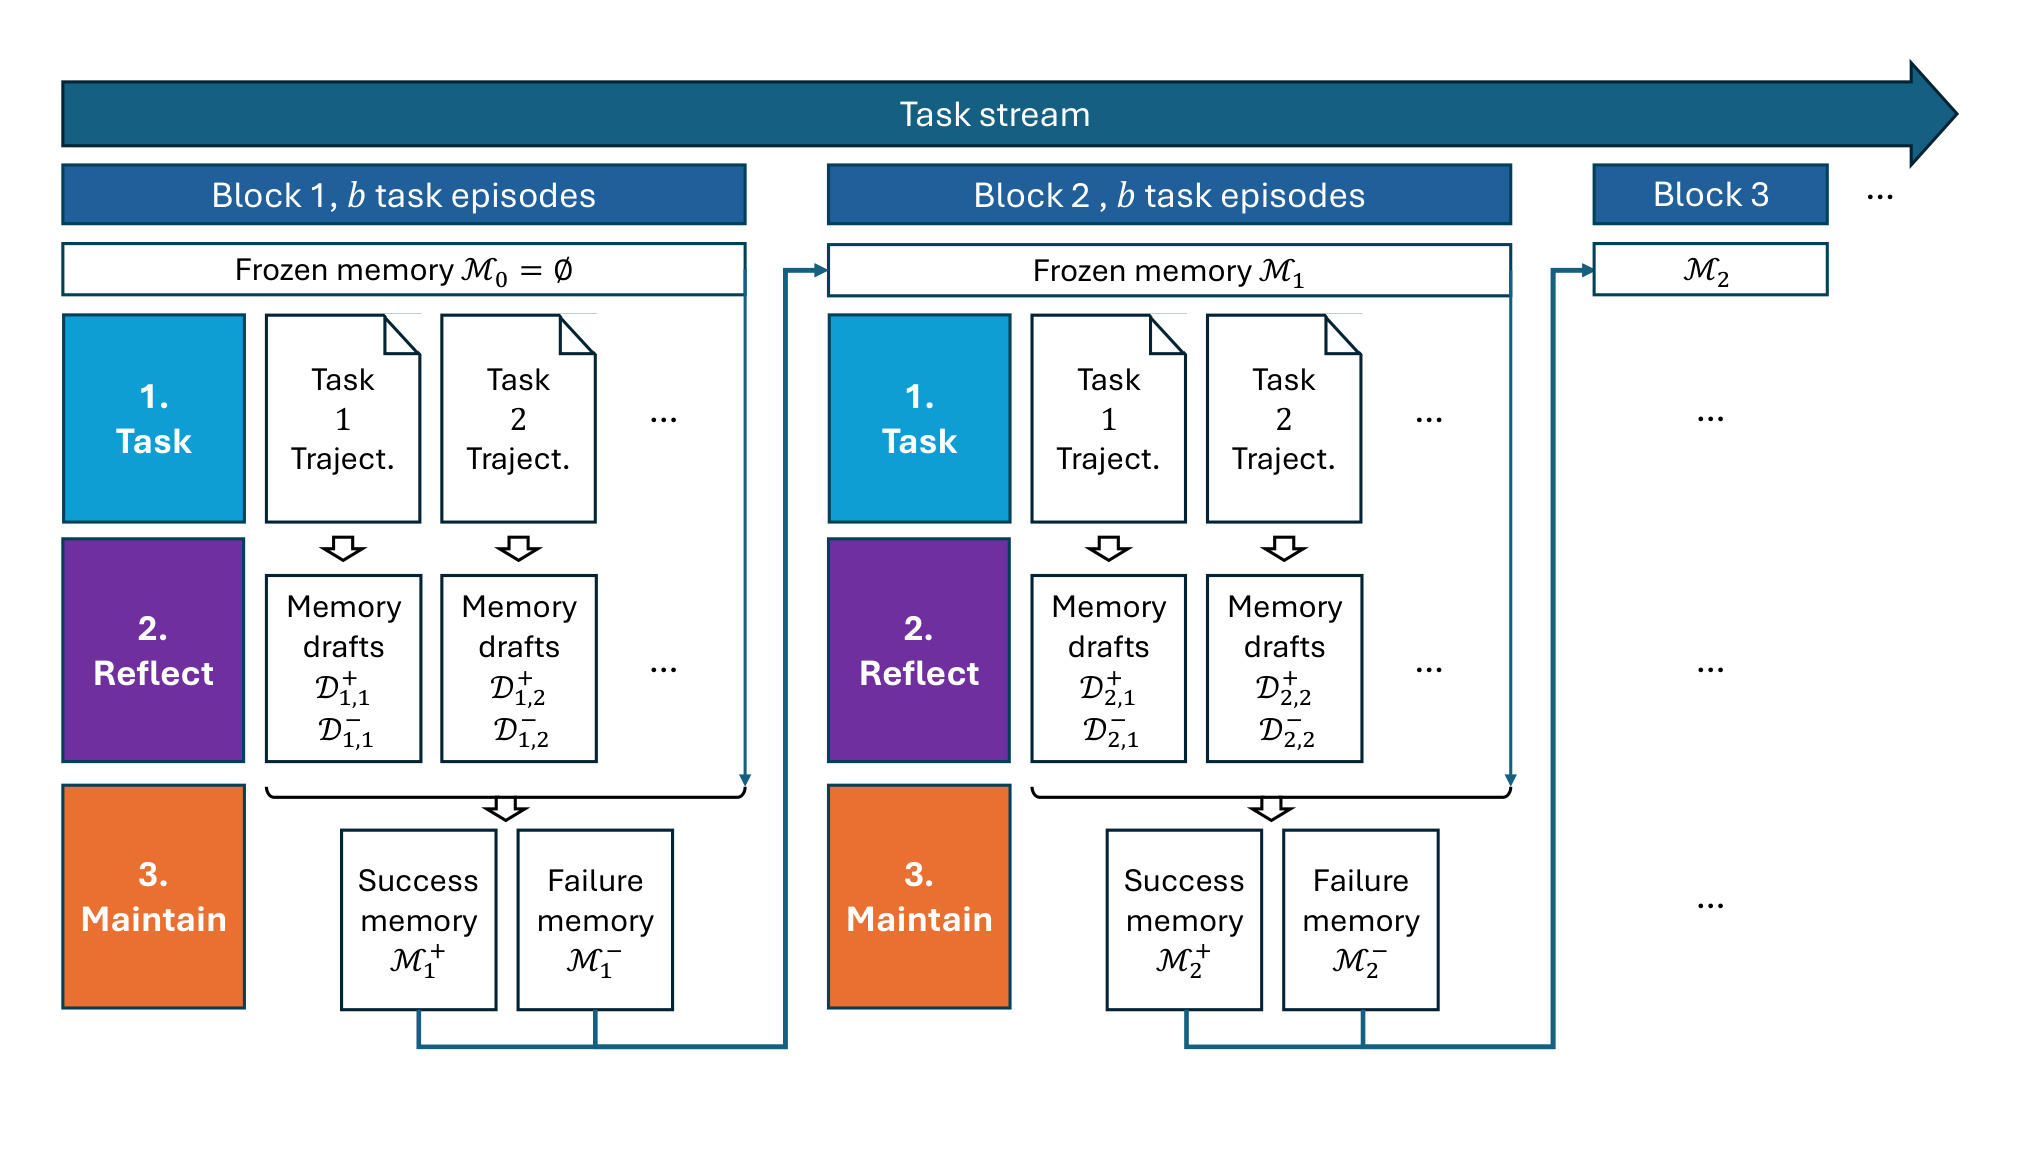 Task stream
Block 1, b task episodes
Frozen memory ℳ₀ = ∅
1.
Task
Task
1
Traject.
Task
2
Traject.
...
2.
Reflect
Memory
drafts
𝒟⁺₁,₁
𝒟⁻₁,₁
Memory
drafts
𝒟⁺₁,₂
𝒟⁻₁,₂
...
3.
Maintain
Success
memory
ℳ₁⁺
Failure
memory
ℳ₁⁻
Block 2 , b task episodes
Frozen memory ℳ₁
1.
Task
Task
1
Traject.
Task
2
Traject.
...
2.
Reflect
Memory
drafts
𝒟⁺₂,₁
𝒟⁻₂,₁
Memory
drafts
𝒟⁺₂,₂
𝒟⁻₂,₂
...
3.
Maintain
Success
memory
ℳ₂⁺
Failure
memory
ℳ₂⁻
Block 3
...
ℳ₂
...
...
...